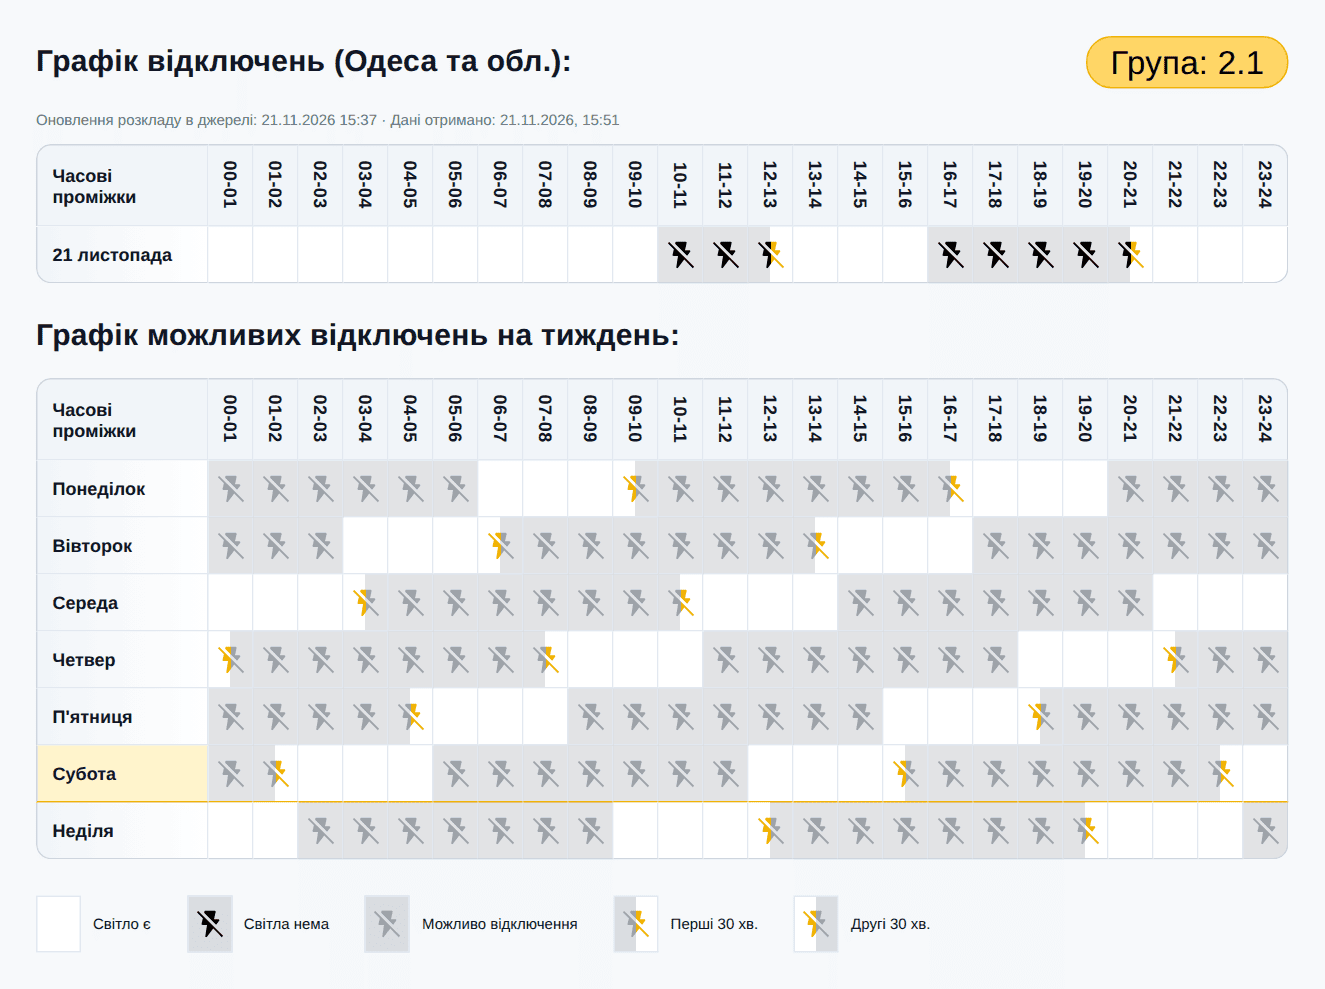 Графік відключень (Одеса та обл.):
Група: 2.1
Оновлення розкладу в джерелі: 21.11.2026 15:37 · Дані отримано: 21.11.2026, 15:51
Часові
проміжки
00-01 01-02 02-03 03-04 04-05 05-06 06-07 07-08 08-09 09-10 10-11 11-12 12-13 13-14 14-15 15-16 16-17 17-18 18-19 19-20 20-21 21-22 22-23 23-24
21 листопада
Графік можливих відключень на тиждень:
Часові
проміжки
00-01 01-02 02-03 03-04 04-05 05-06 06-07 07-08 08-09 09-10 10-11 11-12 12-13 13-14 14-15 15-16 16-17 17-18 18-19 19-20 20-21 21-22 22-23 23-24
Понеділок
Вівторок
Середа
Четвер
П'ятниця
Субота
Неділя
Світло є
Світла нема
Можливо відключення
Перші 30 хв.
Другі 30 хв.